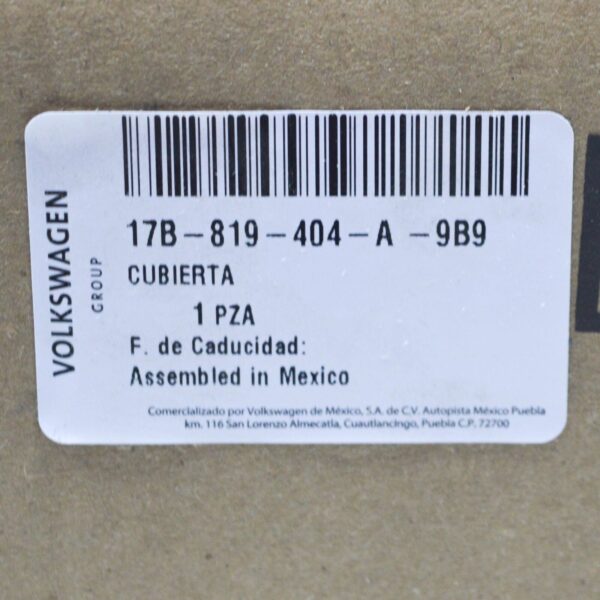 VOLKSWAGEN
GROUP
17B-819-404-A -9B9
CUBIERTA
1 PZA
F. de Caducidad:
Assembled in Mexico
Comercializado por Volkswagen de México, S.A. de C.V. Autopista México Puebla
km. 116 San Lorenzo Almecatla, Cuautlancingo, Puebla C.P. 72700